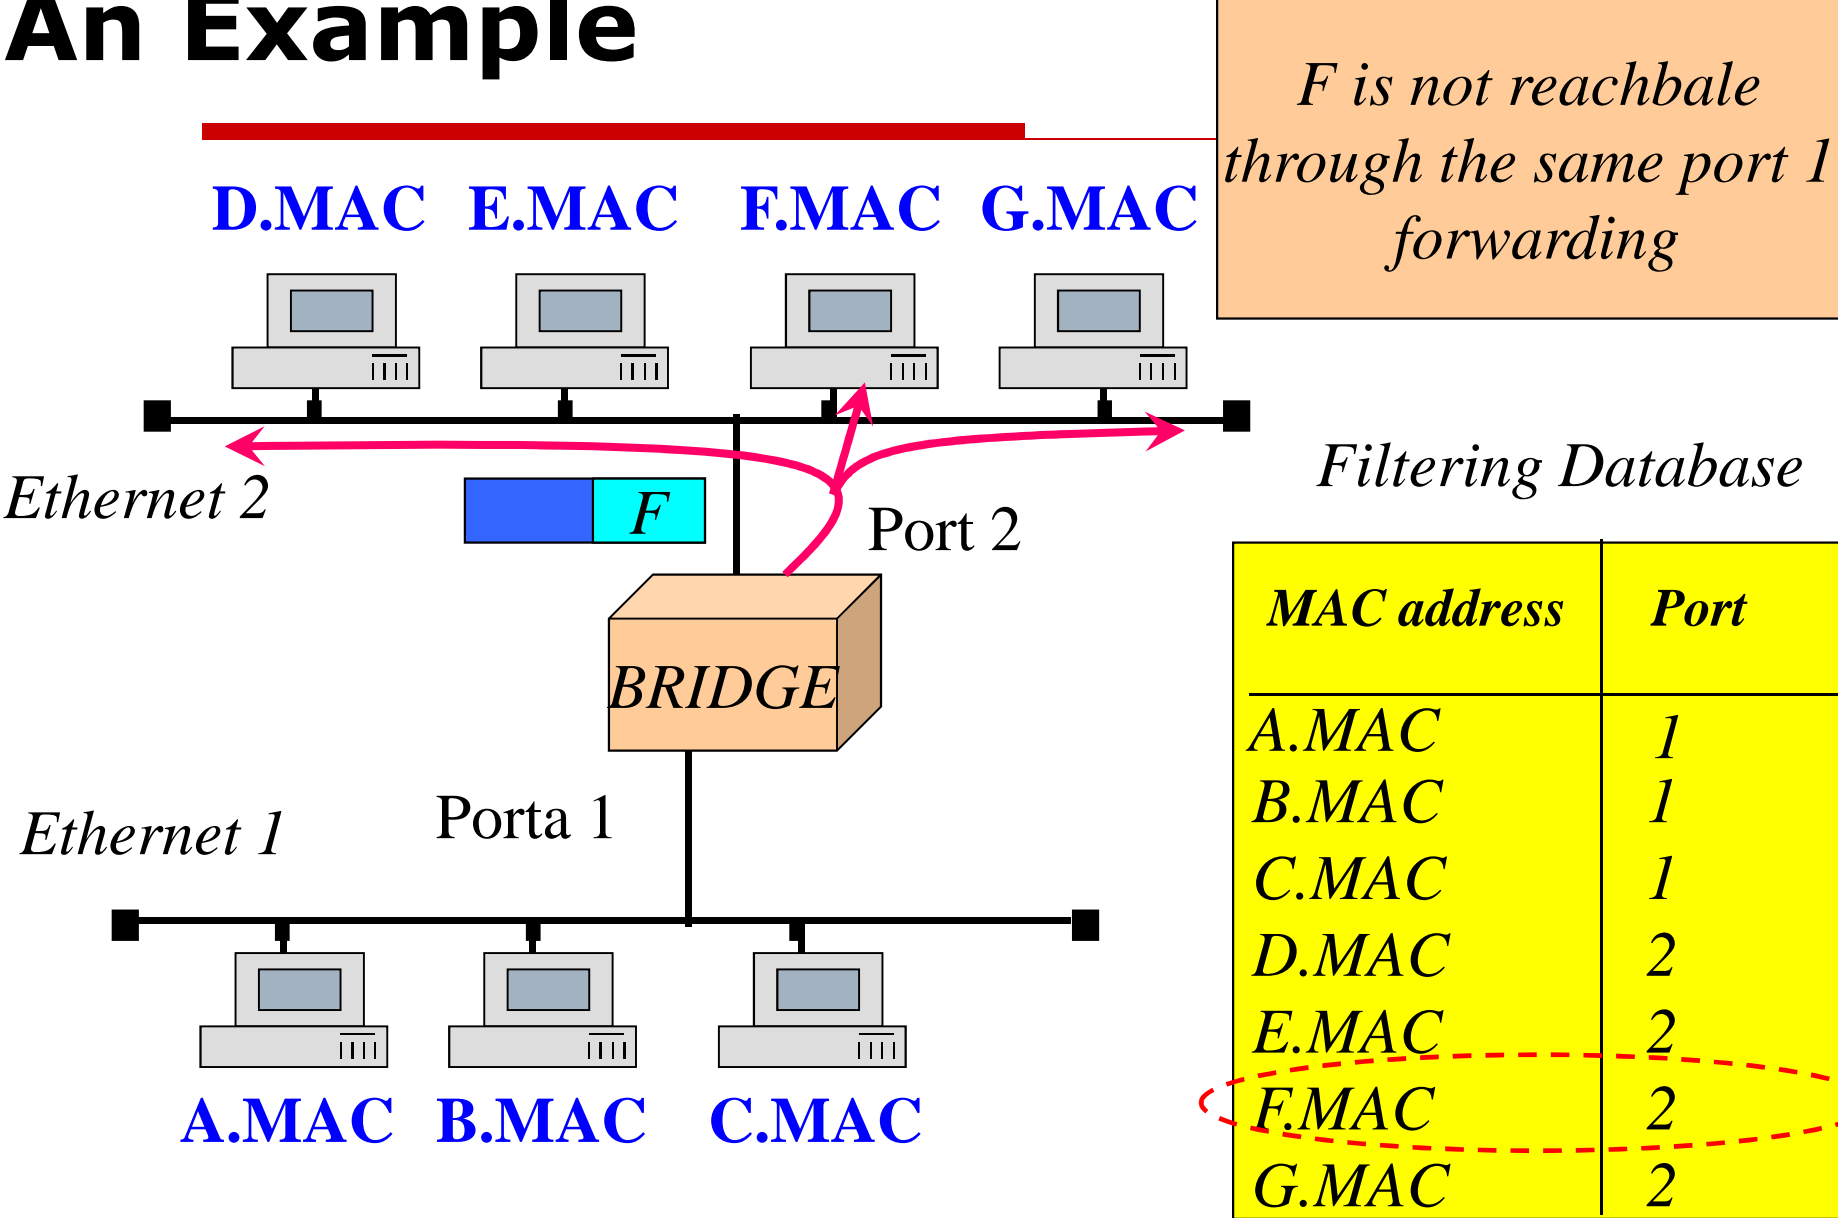 An Example
F is not reachbale
through the same port 1
forwarding
D.MAC E.MAC F.MAC G.MAC
Ethernet 2
F
Port 2
BRIDGE
Porta 1
Ethernet 1
A.MAC B.MAC C.MAC
Filtering Database
MAC address Port
A.MAC 1
B.MAC 1
C.MAC 1
D.MAC 2
E.MAC 2
F.MAC 2
G.MAC 2